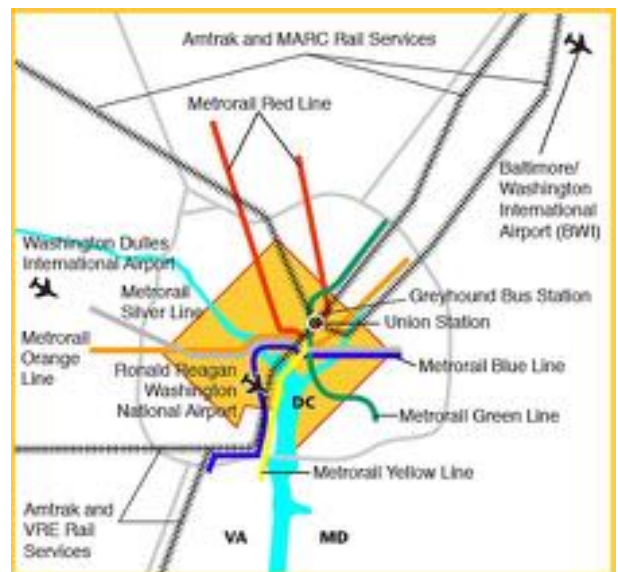 Amtrak and MARC Rail Services
Metrorail Red Line
Baltimore/
Washington
International
Airport (BWI)
Washington Dulles
International Airport
Metrorail
Silver Line
Greyhound Bus Station
Union Station
Metrorail
Orange
Line
Ronald Reagan
Washington
National Airport
Metrorail Blue Line
DC
Metrorail Green Line
Metrorail Yellow Line
Amtrak and
VRE Rail
Services
VA
MD